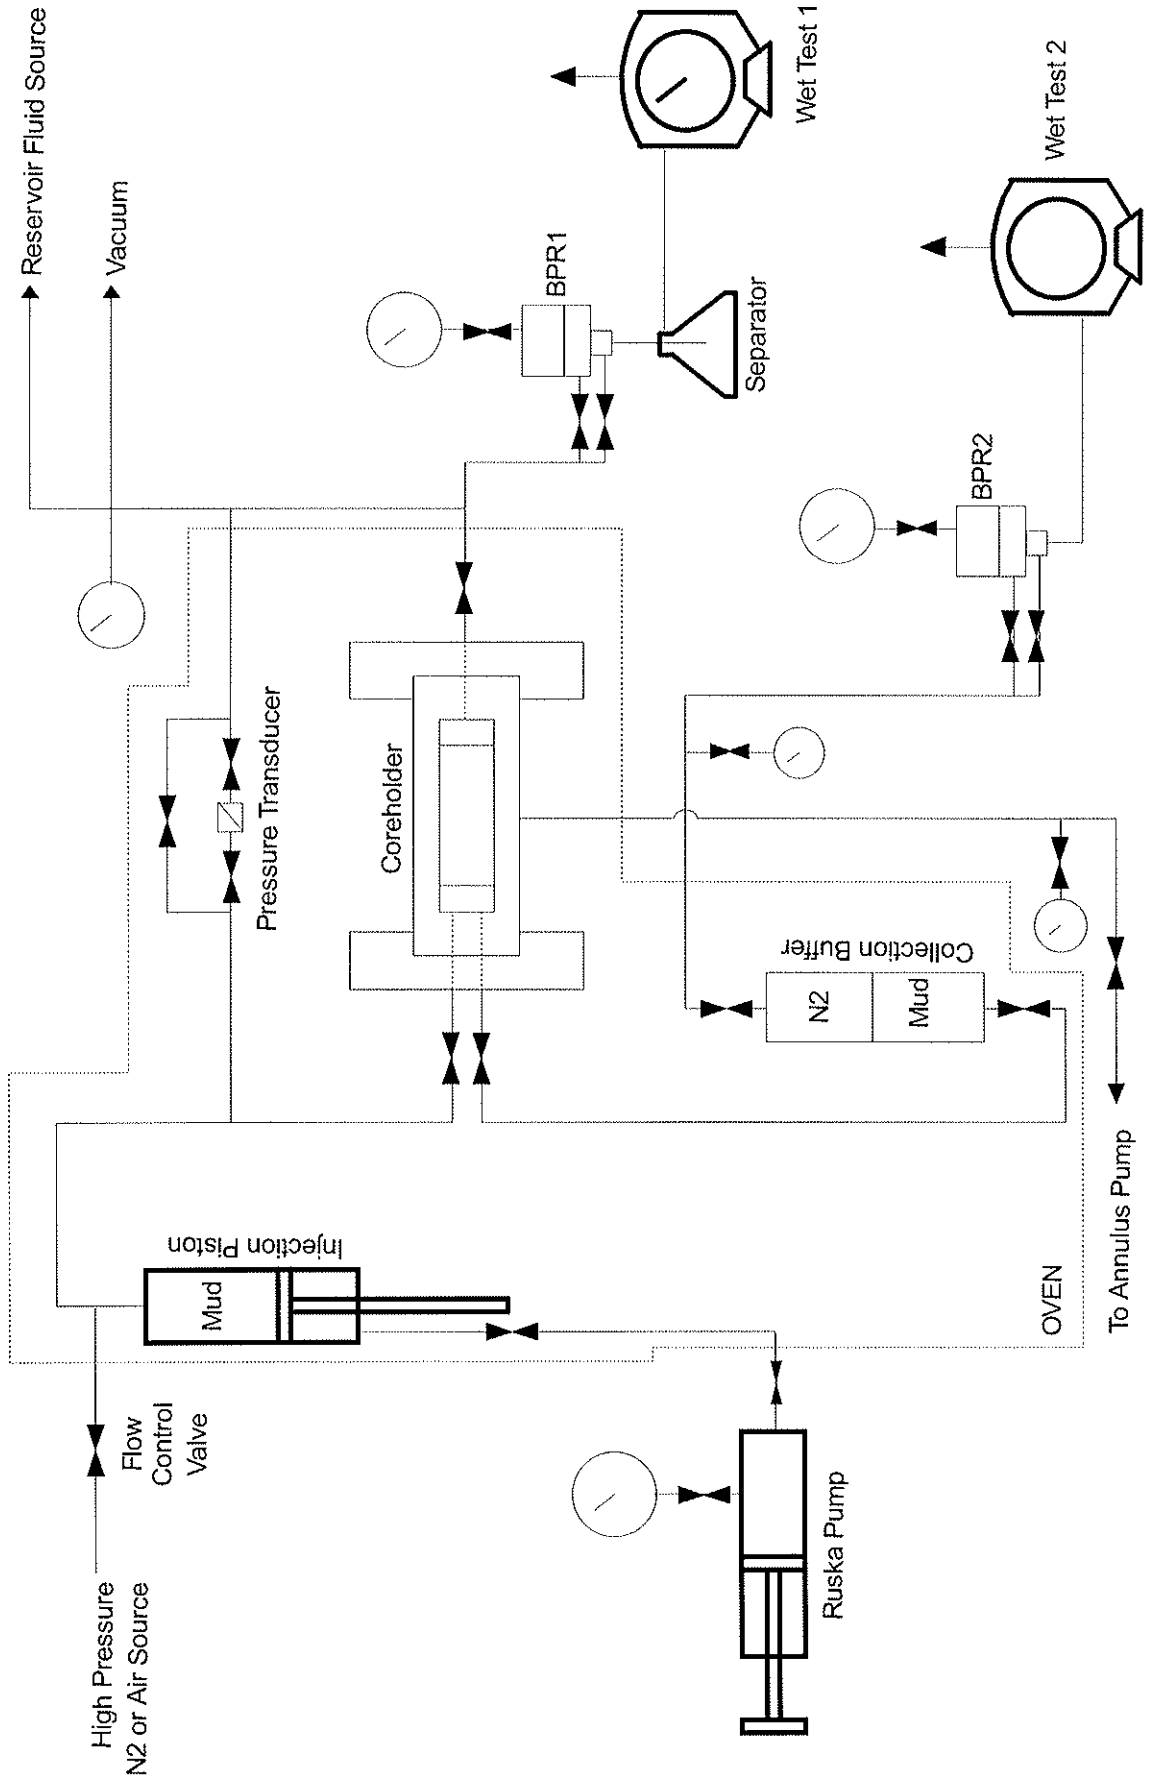 Reservoir Fluid Source
Vacuum
Wet Test 1
Wet Test 2
BPR1
Separator
BPR2
Pressure Transducer
Coreholder
Collection Buffer
N2
Mud
Injection Piston
Mud
OVEN
To Annulus Pump
Flow
Control
Valve
High Pressure
N2 or Air Source
Ruska Pump